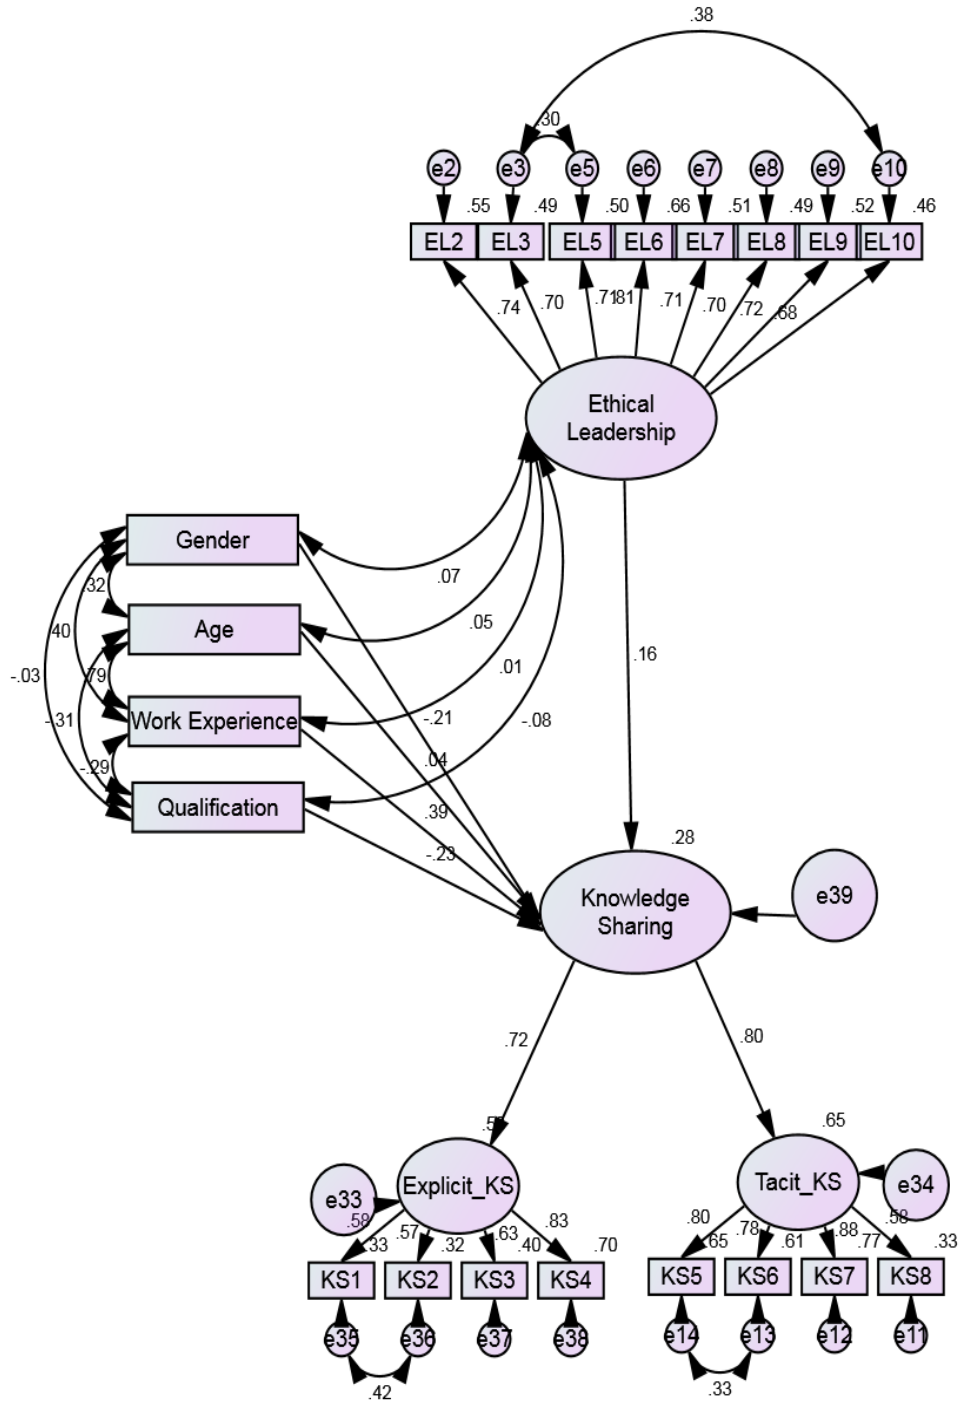 .38
.30
e2 e3 e5 e6 e7 e8 e9 e10
.55 .49 .50 .66 .51 .49 .52 .46
EL2 EL3 EL5 EL6 EL7 EL8 EL9 EL10
.74 .70 .71 .81 .71 .70 .72 .68
Ethical
Leadership
Gender
.07
.32
Age
.05
.40
.01
.16
-.03
.79
-.31
Work Experience
-.21
-.08
.04
-.29
Qualification
.39
-.23
.28
Knowledge
Sharing
e39
.72
.80
.65
Explicit_KS
Tacit_KS
e33
e34
.58 .57 .63 .83
.80 .78 .88 .58
.33 .32 .40 .70
.65 .61 .77 .33
KS1 KS2 KS3 KS4
KS5 KS6 KS7 KS8
e35 e36 e37 e38
e14 e13 e12 e11
.42
.33